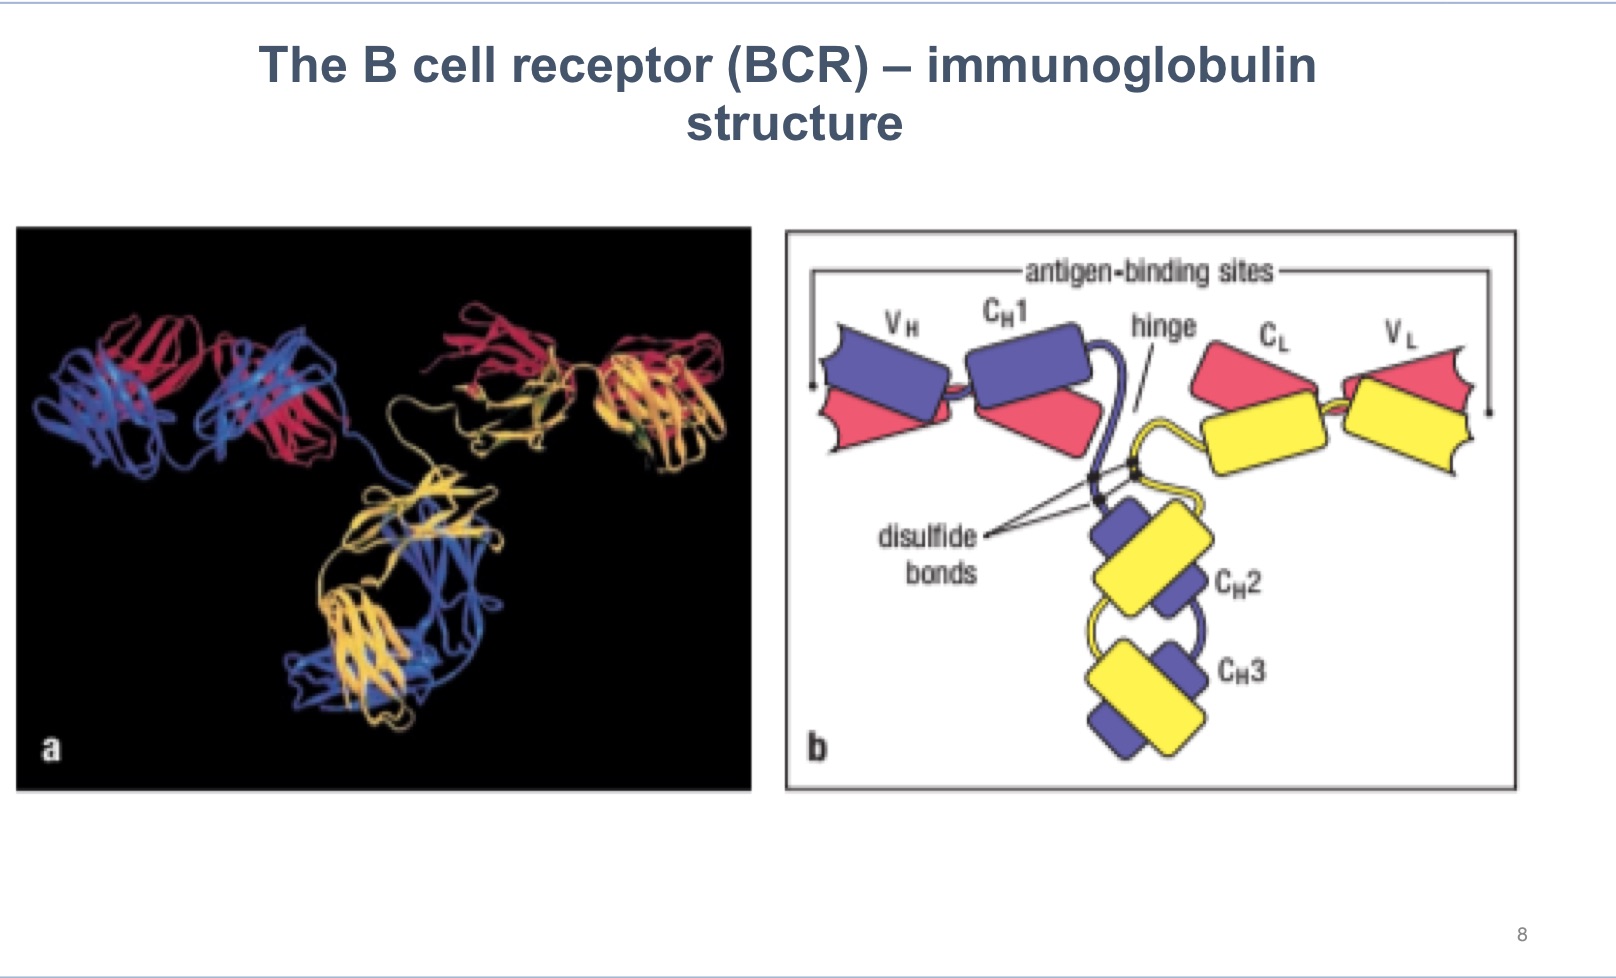 The B cell receptor (BCR) – immunoglobulin
structure
a
antigen-binding sites
VH
CH1
hinge
CL
VL
disulfide
bonds
CH2
CH3
b
8